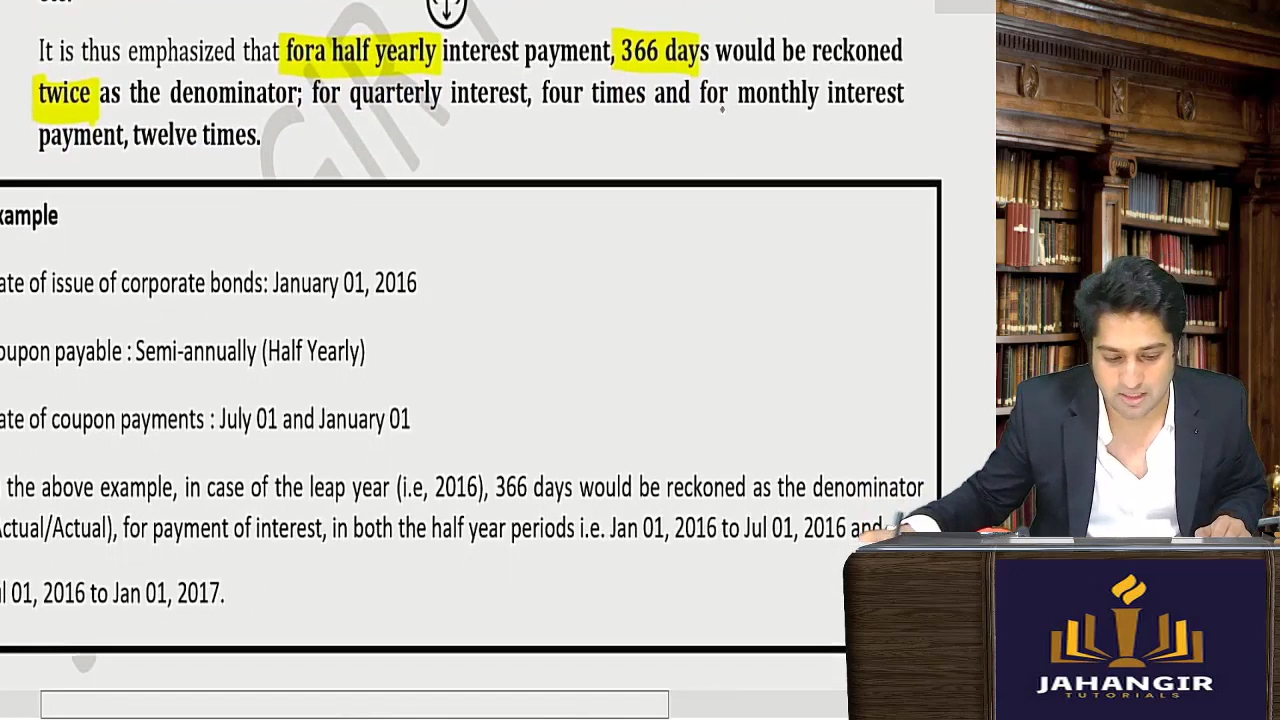 It is thus emphasized that fora half yearly interest payment, 366 days would be reckoned
twice as the denominator; for quarterly interest, four times and for monthly interest
payment, twelve times.
xample
ate of issue of corporate bonds: January 01, 2016
oupon payable : Semi-annually (Half Yearly)
ate of coupon payments : July 01 and January 01
the above example, in case of the leap year (i.e, 2016), 366 days would be reckoned as the denominator
Actual/Actual), for payment of interest, in both the half year periods i.e. Jan 01, 2016 to Jul 01, 2016 and
l 01, 2016 to Jan 01, 2017.
JAHANGIR
TUTORIALS